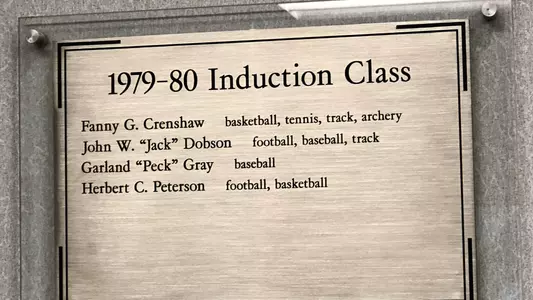 1979-80 Induction Class
Fanny G. Crenshaw basketball, tennis, track, archery
John W. “Jack” Dobson football, baseball, track
Garland “Peck” Gray baseball
Herbert C. Peterson football, basketball